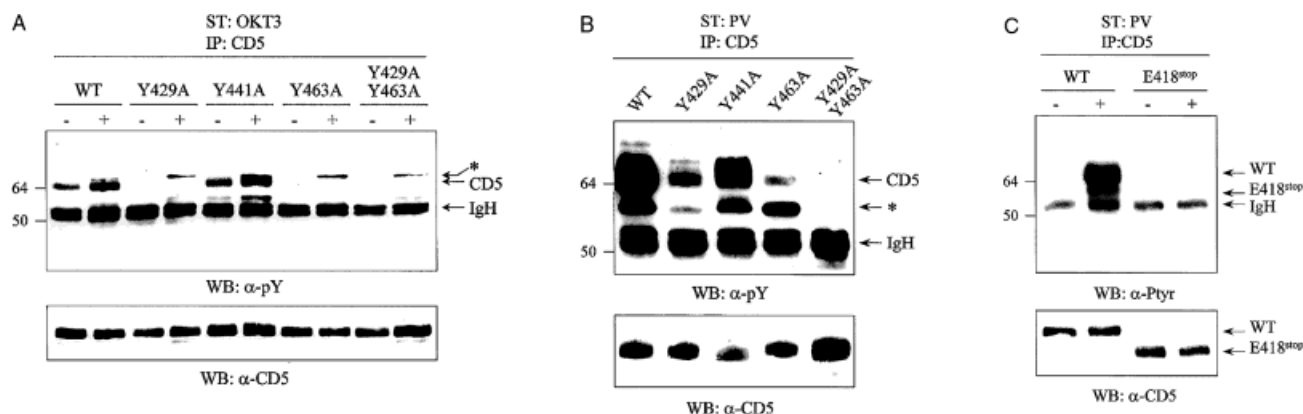 A
ST: OKT3
IP: CD5
WT Y429A Y441A Y463A Y429A Y463A
- + - + - + - + - +
64
50
*
CD5
IgH
WB: α-pY
WB: α-CD5
B
ST: PV
IP: CD5
WT Y429A Y441A Y463A Y429A Y463A
64
50
CD5
*
IgH
WB: α-pY
WB: α-CD5
C
ST: PV
IP:CD5
WT E418stop
- + - +
64
50
WT
E418stop
IgH
WB: α-Ptyr
WT
E418stop
WB: α-CD5